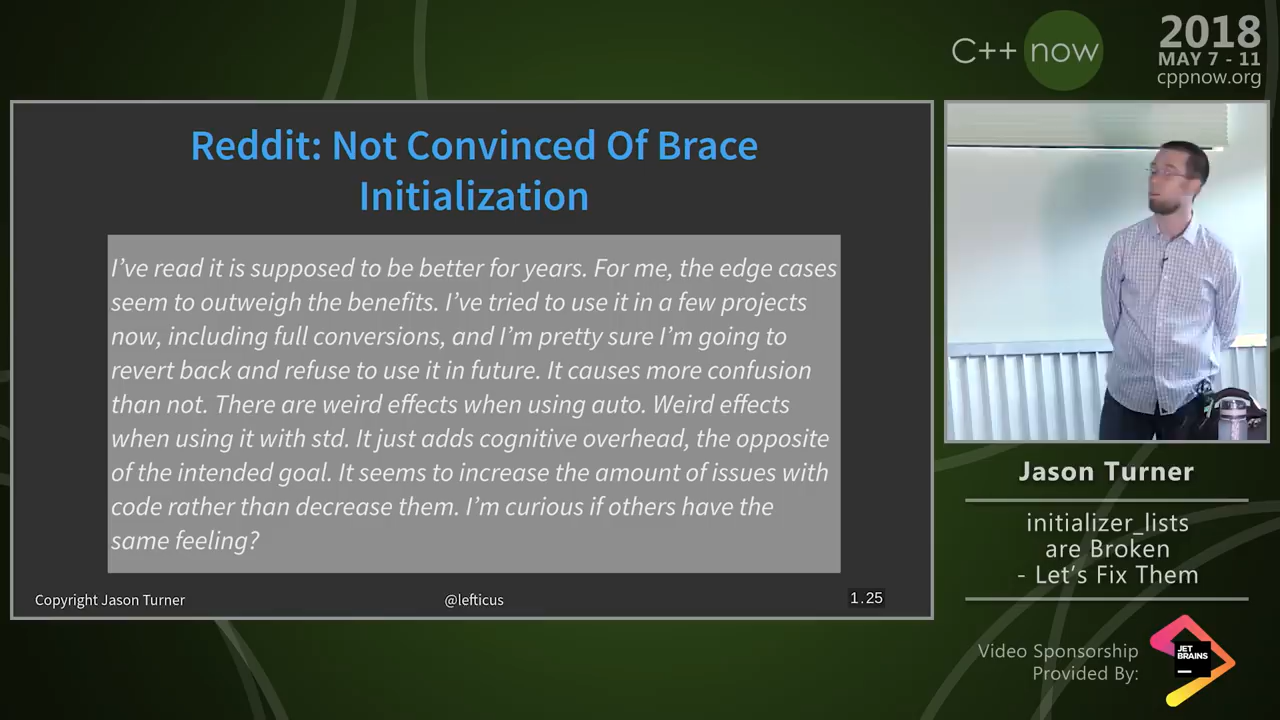 C++ now
2018
MAY 7 - 11
cppnow.org
Reddit: Not Convinced Of Brace
Initialization
I've read it is supposed to be better for years. For me, the edge cases
seem to outweigh the benefits. I've tried to use it in a few projects
now, including full conversions, and I'm pretty sure I'm going to
revert back and refuse to use it in future. It causes more confusion
than not. There are weird effects when using auto. Weird effects
when using it with std. It just adds cognitive overhead, the opposite
of the intended goal. It seems to increase the amount of issues with
code rather than decrease them. I'm curious if others have the
same feeling?
Copyright Jason Turner
@lefticus
1.25
Jason Turner
initializer_lists
are Broken
- Let's Fix Them
Video Sponsorship
Provided By:
JET
BRAINS